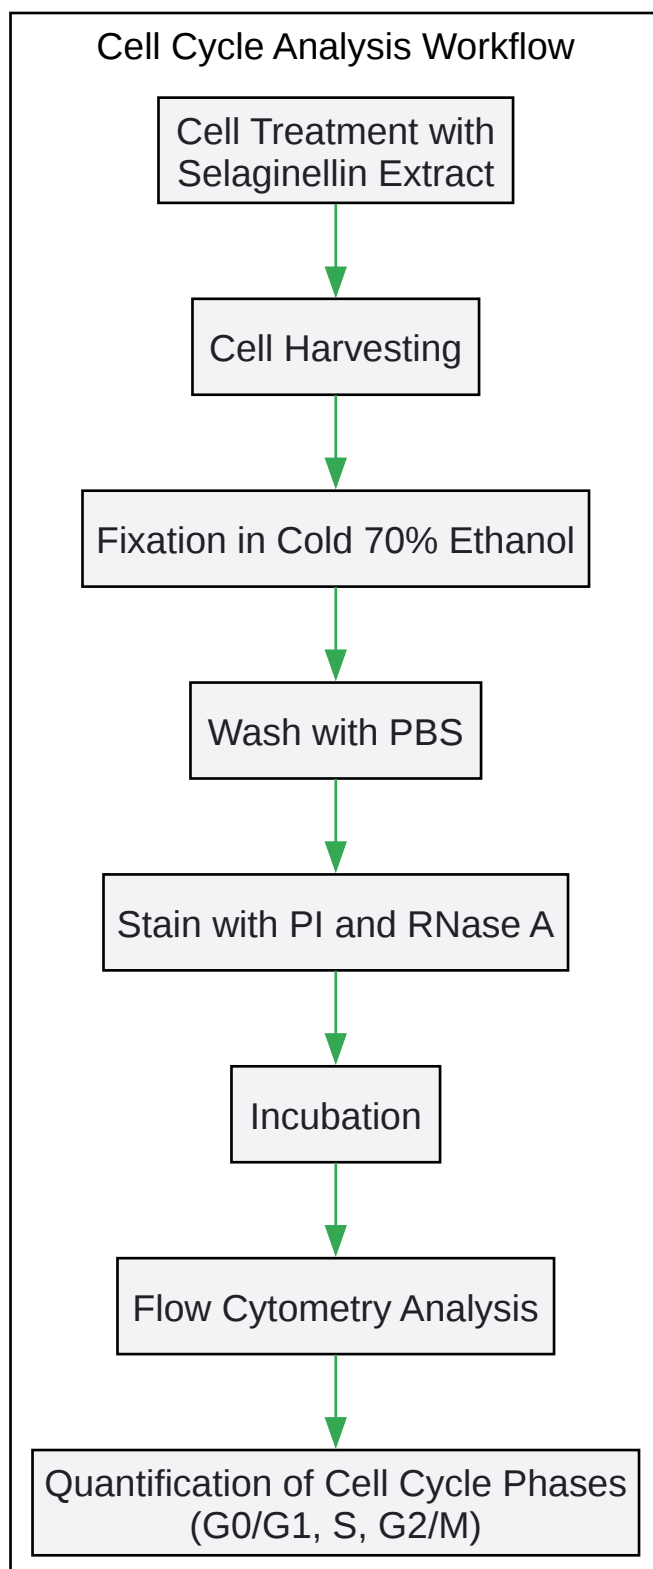 Cell Cycle Analysis Workflow
Cell Treatment with
Selaginellin Extract
Cell Harvesting
Fixation in Cold 70% Ethanol
Wash with PBS
Stain with PI and RNase A
Incubation
Flow Cytometry Analysis
Quantification of Cell Cycle Phases
(G0/G1, S, G2/M)